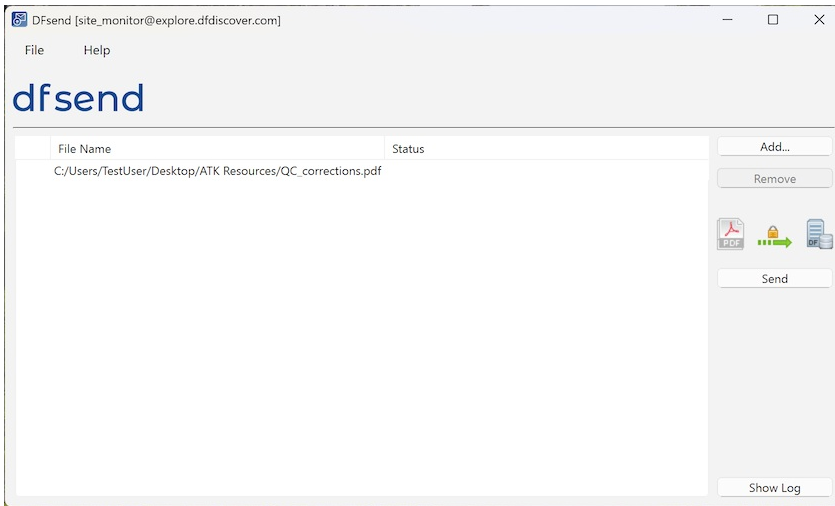 DFsend [site_monitor@explore.dfdiscover.com]
File Help
dfsend
File Name Status
C:/Users/TestUser/Desktop/ATK Resources/QC_corrections.pdf
Add...
Remove
PDF DF
Send
Show Log